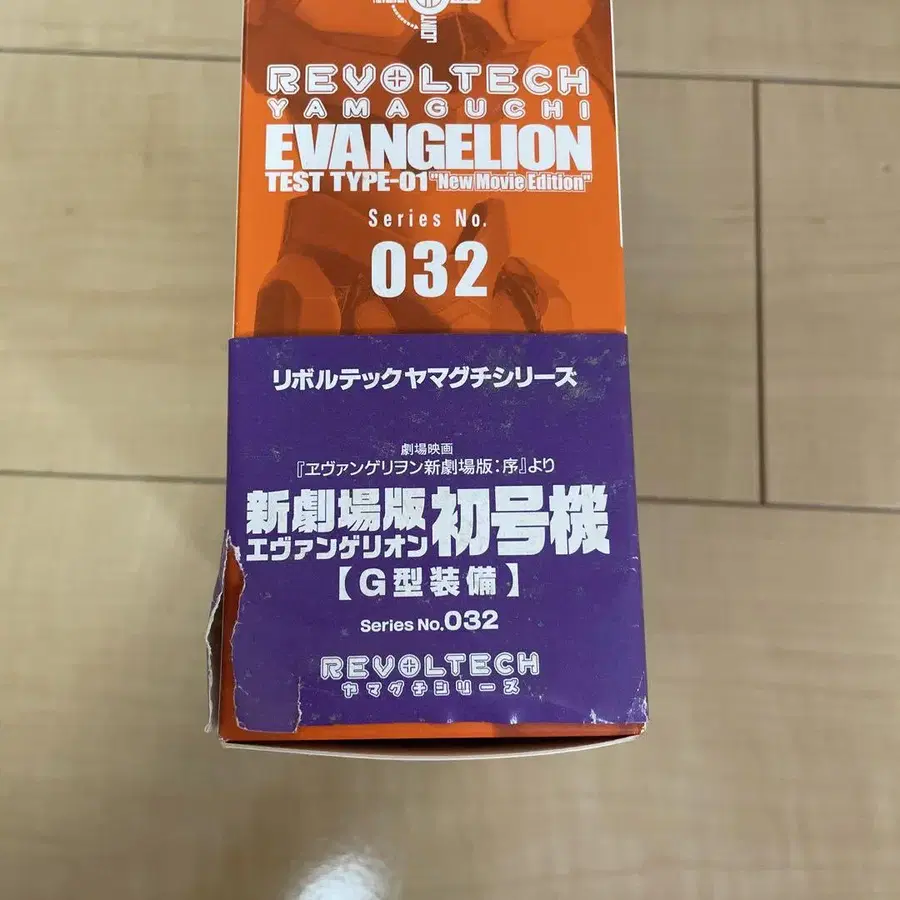 JOINT
REVOLTECH
YAMAGUCHI
EVANGELION
TEST TYPE-01 "New Movie Edition"
Series No.
032
リボルテックヤマグチシリーズ
劇場映画
『ヱヴァンゲリヲン新劇場版:序』より
新劇場版
エヴァンゲリオン
初号機
【G型装備】
Series No.032
REVOLTECH
ヤマグチシリーズ